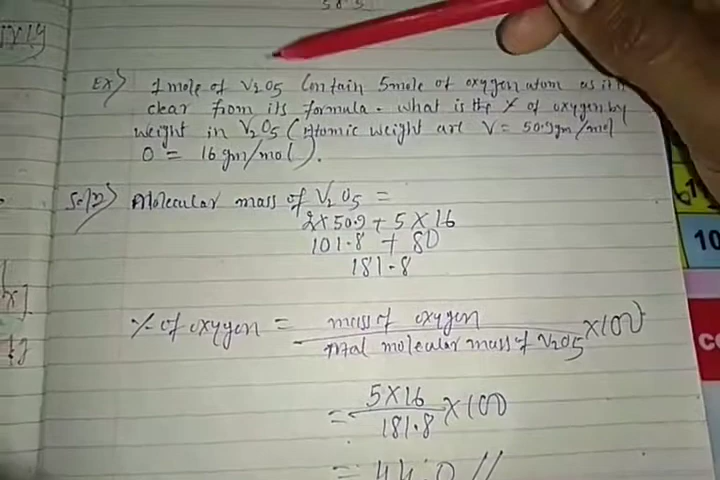 Ex) 1 mole of V2O5 Contain 5mole of oxygen atom as it is
clear from its formula. what is the % of oxygen by
weight in V2O5 (Atomic weight are V = 50.9gm/mol
O = 16 gm/mol).
Sol2) Molecular mass of V2O5 =
2×50.9 + 5×16
101.8 + 80
181.8
% of oxygen = mass of oxygen
total molecular mass of V2O5 ×100
= 5×16
181.8 ×100
= 44.0 //
10